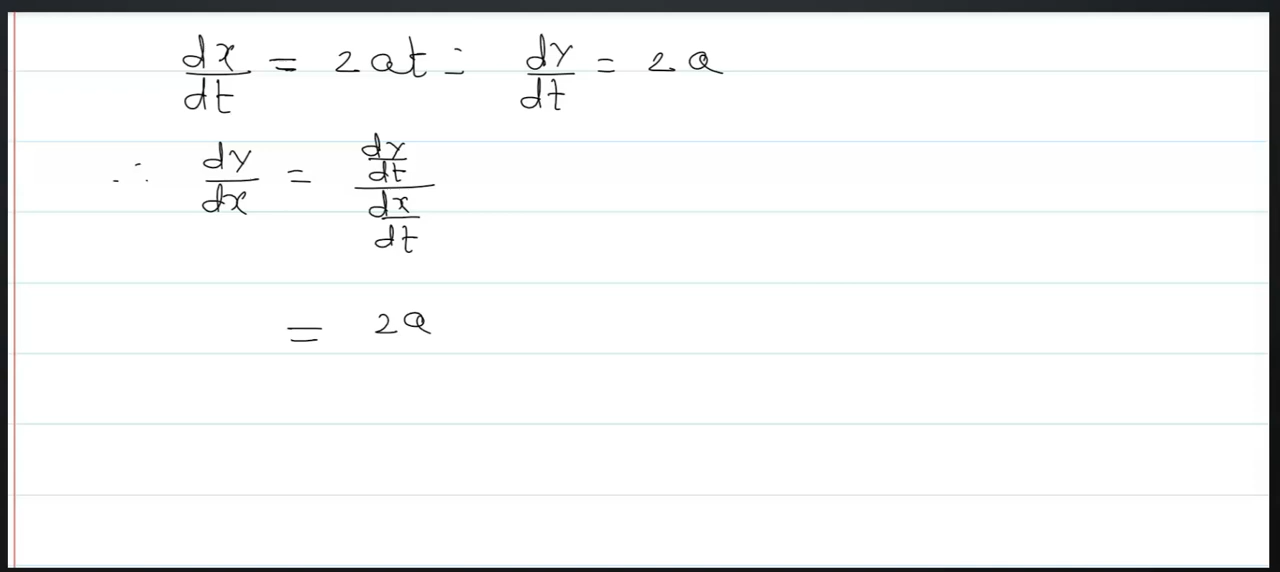 dx/dt = 2at = dy/dt = 2a
∴ dy/dx = (dy/dt)/(dx/dt)
= 2a